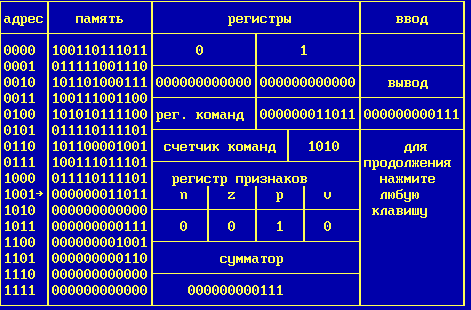 адрес память регистры ввод
0000 100110111011 0 1
0001 011111001110
0010 101101000111 000000000000 000000000000 вывод
0011 100111001100
0100 101010111100 рег. команд 000000011011 000000000111
0101 011110111101
0110 101100001001 счетчик команд 1010 для
0111 100111011101 продолжения
1000 011110111101 регистр признаков нажмите
1001→ 000000011011 n z p v любую
1010 000000000000 клавишу
1011 000000000111 0 0 1 0
1100 000000001001
1101 000000000110 сумматор
1110 000000000000
1111 000000000000 000000000111